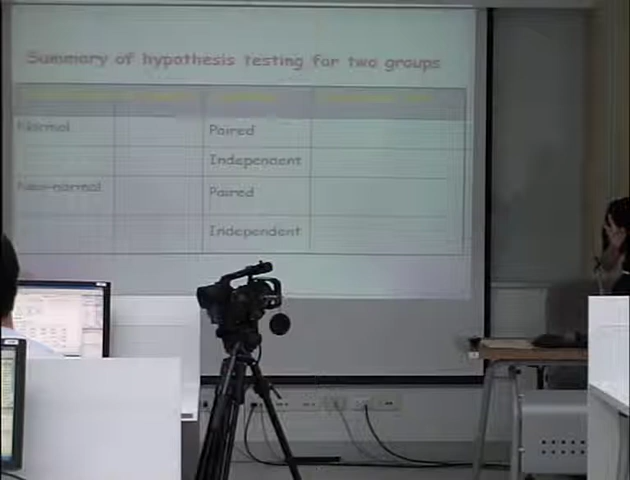 Summary of hypothesis testing for two groups
Normal Paired
Independent
Non-normal Paired
Independent